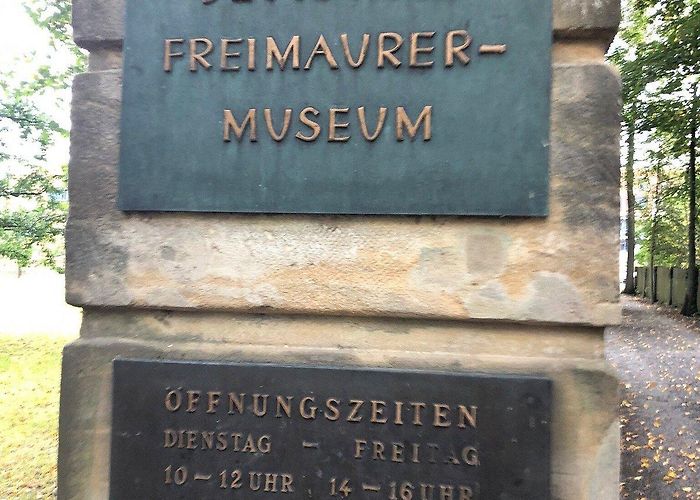 FREIMAURER-
MUSEUM
ÖFFNUNGSZEITEN
DIENSTAG – FREITAG
10 – 12 UHR 14 – 16 UHR